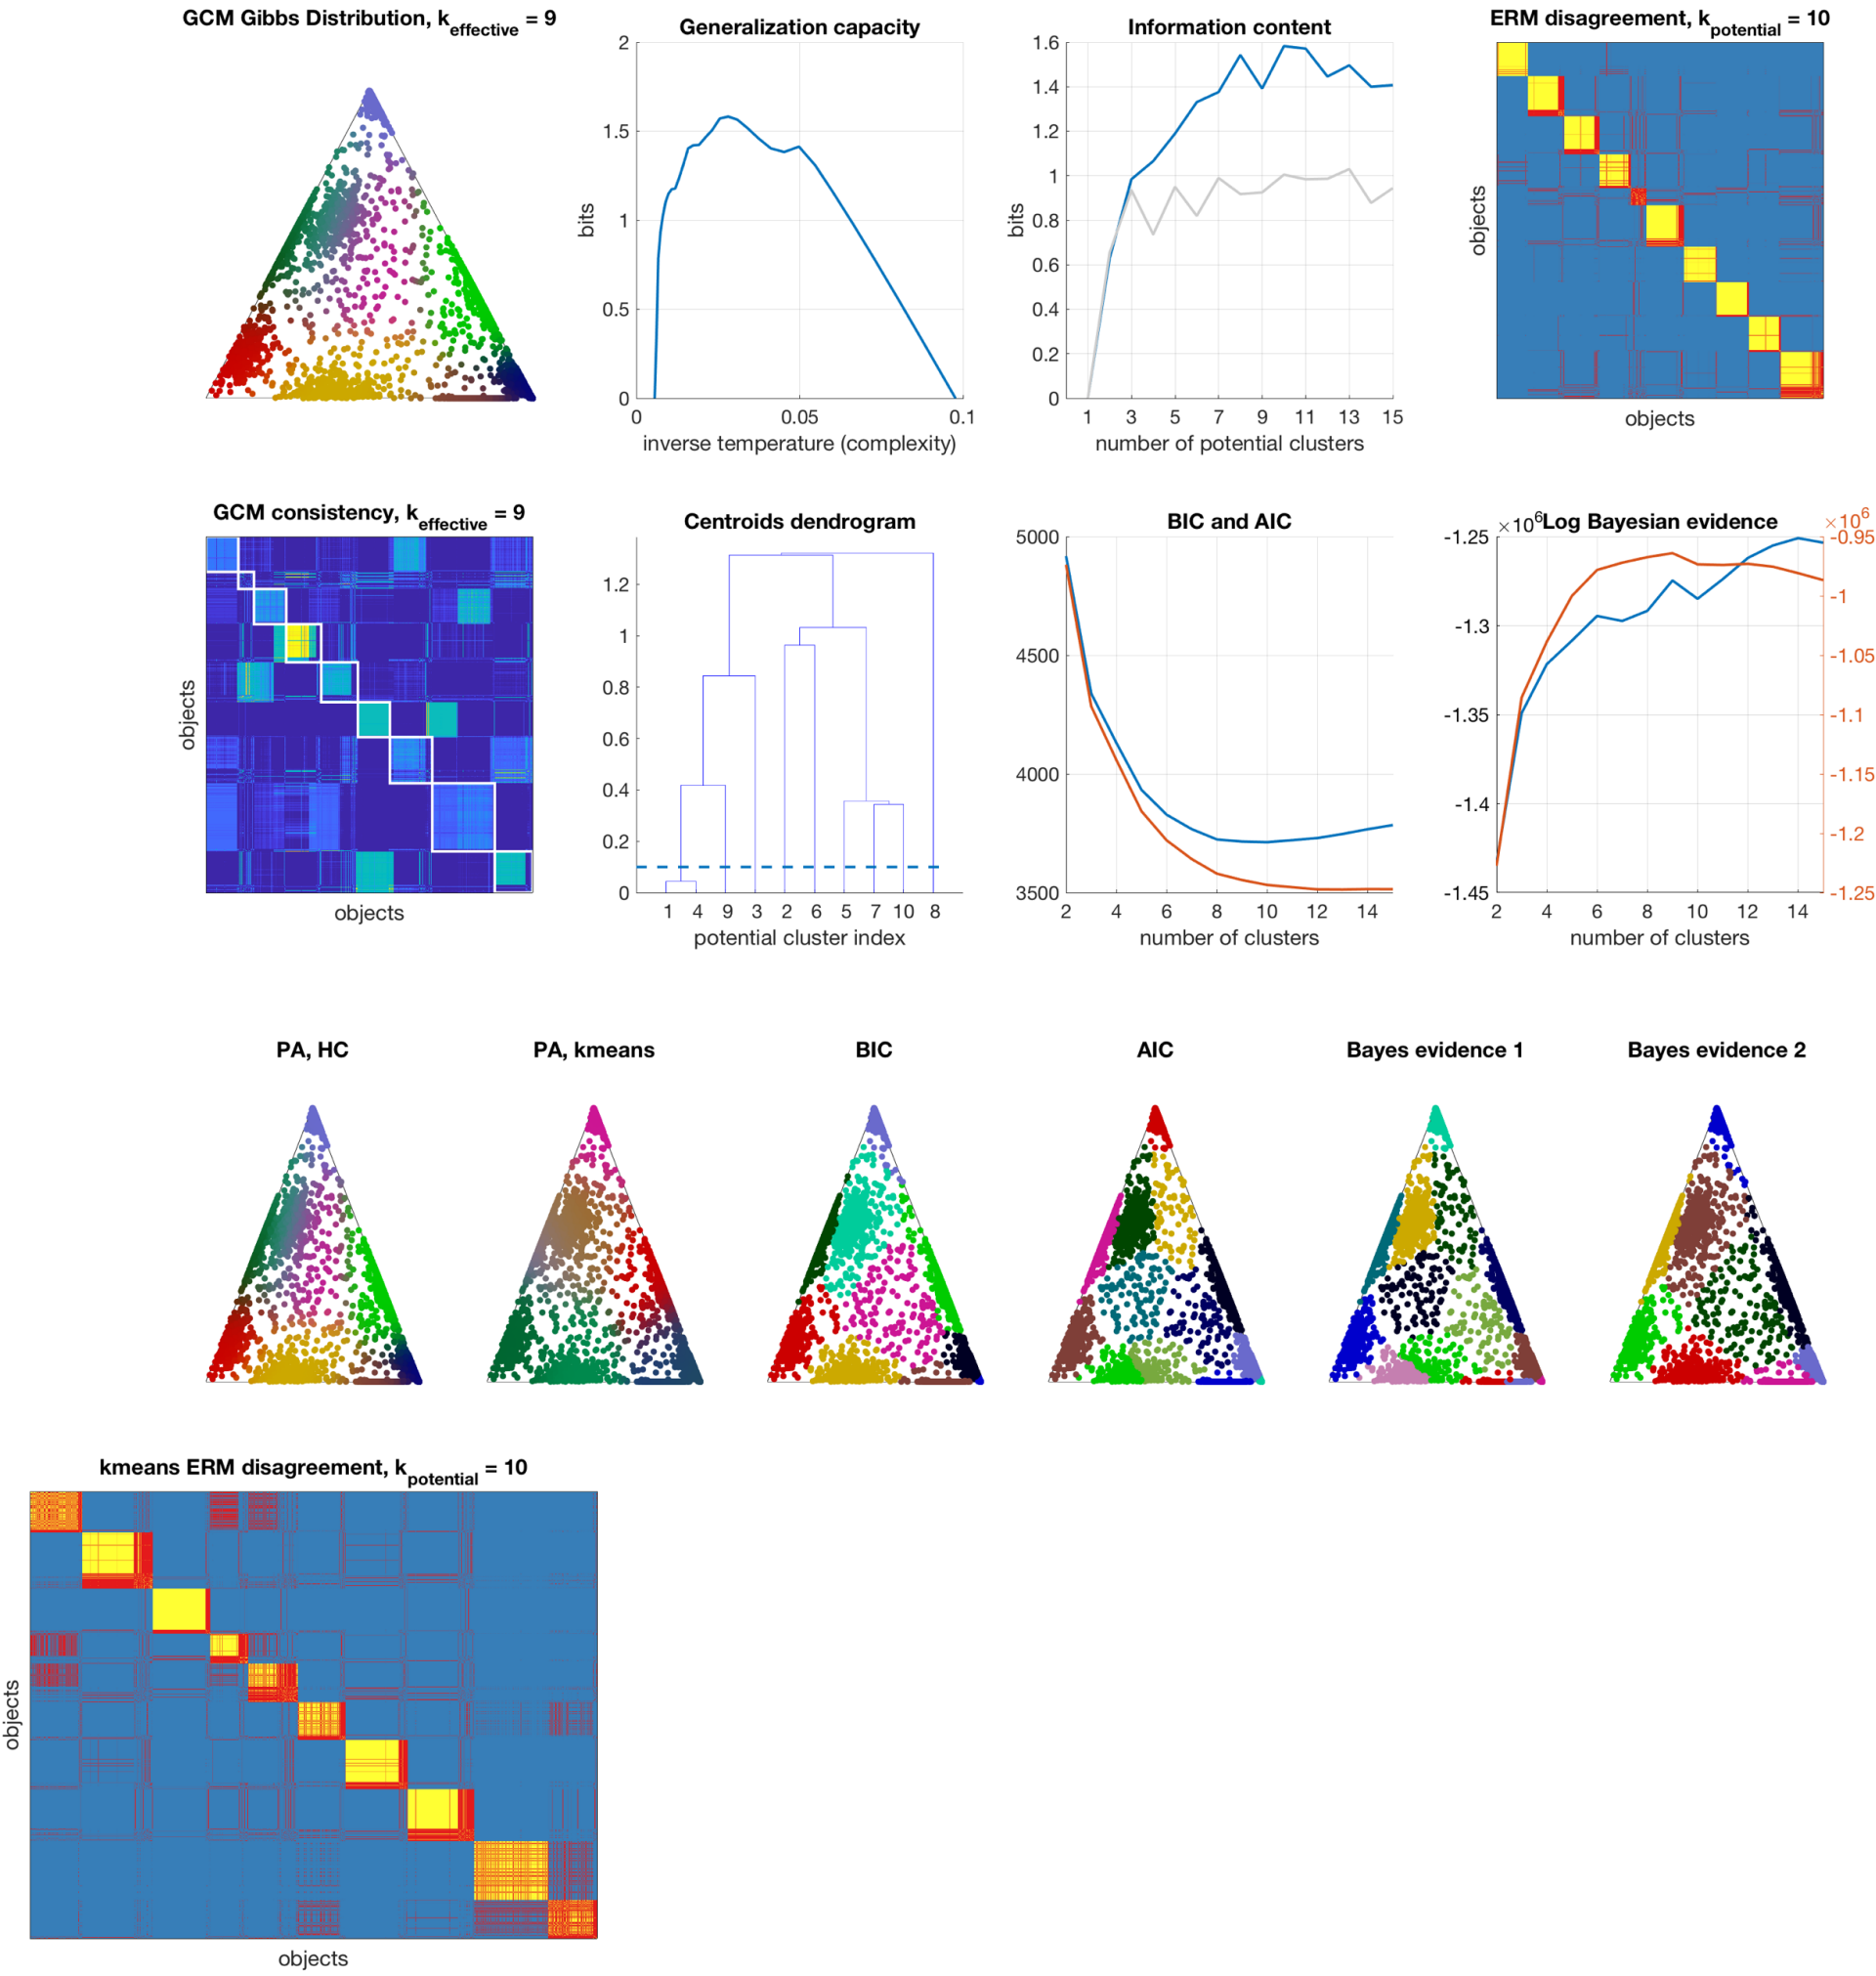 GCM Gibbs Distribution, k effective = 9
Generalization capacity
2
1.5
1
0.5
0
bits
0 0.05 0.1
inverse temperature (complexity)
Information content
1.6
1.4
1.2
1
0.8
0.6
0.4
0.2
0
bits
1 3 5 7 9 11 13 15
number of potential clusters
ERM disagreement, k potential = 10
objects
objects
GCM consistency, k effective = 9
objects
objects
Centroids dendrogram
1.2
1
0.8
0.6
0.4
0.2
0
1 4 9 3 2 6 5 7 10 8
potential cluster index
BIC and AIC
5000
4500
4000
3500
2 4 6 8 10 12 14
number of clusters
×10^6 Log Bayesian evidence ×10^6
-1.25
-1.3
-1.35
-1.4
-1.45
-0.95
-1
-1.05
-1.1
-1.15
-1.2
-1.25
2 4 6 8 10 12 14
number of clusters
PA, HC
PA, kmeans
BIC
AIC
Bayes evidence 1
Bayes evidence 2
kmeans ERM disagreement, k potential = 10
objects
objects